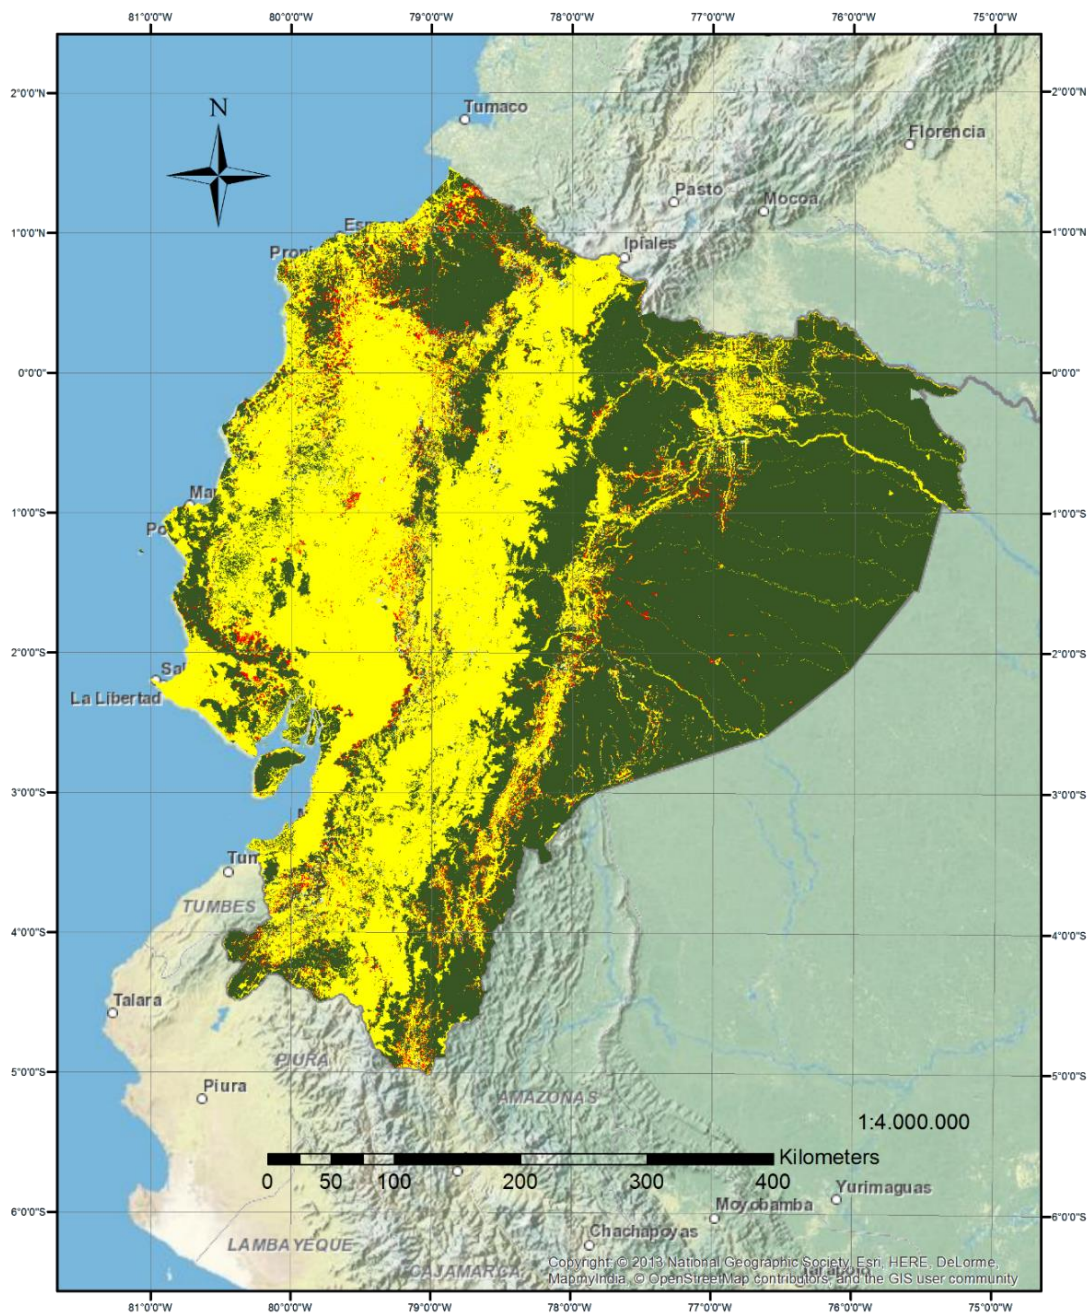 81°0'0"W 80°0'0"W 79°0'0"W 78°0'0"W 77°0'0"W 76°0'0"W 75°0'0"W
2°0'0"N 2°0'0"N
N
Tumaco
Florencia
Pasto
Mocoa
1°0'0"N 1°0'0"N
Ipiales
0°0'0" 0°0'0"
1°0'0"S 1°0'0"S
2°0'0"S 2°0'0"S
La Libertad
3°0'0"S 3°0'0"S
TUMBES
4°0'0"S 4°0'0"S
Talara
PIURA
5°0'0"S 5°0'0"S
Piura
AMAZONAS
1:4.000.000
Kilometers
0 50 100 200 300 400
Yurimaguas
Moyobamba
6°0'0"S 6°0'0"S
Chachapoyas
LAMBAYEQUE
CAJAMARCA
Copyright: © 2013 National Geographic Society, Esri, HERE, DeLorme,
MapmyIndia, © OpenStreetMap contributors, and the GIS user community
81°0'0"W 80°0'0"W 79°0'0"W 78°0'0"W 77°0'0"W 76°0'0"W 75°0'0"W